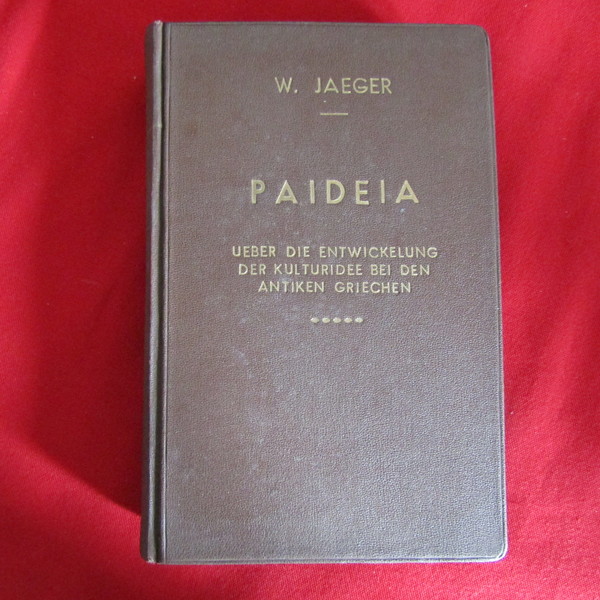 W. JAEGER
PAIDEIA
UEBER DIE ENTWICKELUNG
DER KULTURIDEE BEI DEN
ANTIKEN GRIECHEN